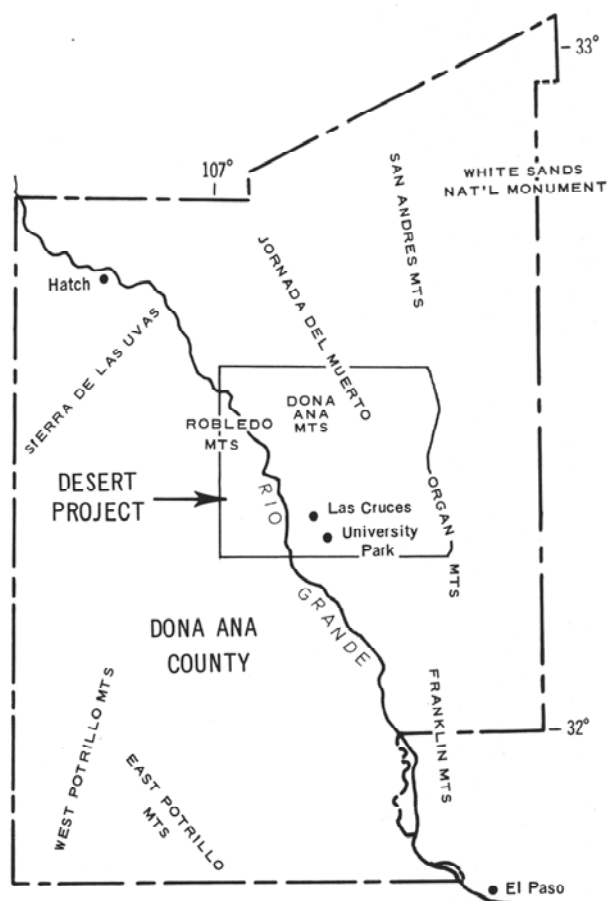 33°
107°
WHITE SANDS
NAT'L MONUMENT
SAN ANDRES MTS
JORNADA DEL MUERTO
Hatch
SIERRA DE LAS UVAS
DONA
ANA
MTS
ROBLEDO
MTS
DESERT
PROJECT
RIO GRANDE
Las Cruces
University
Park
ORGAN MTS
DONA ANA
COUNTY
32°
FRANKLIN MTS
WEST POTRILLO MTS
EAST POTRILLO
MTS
El Paso